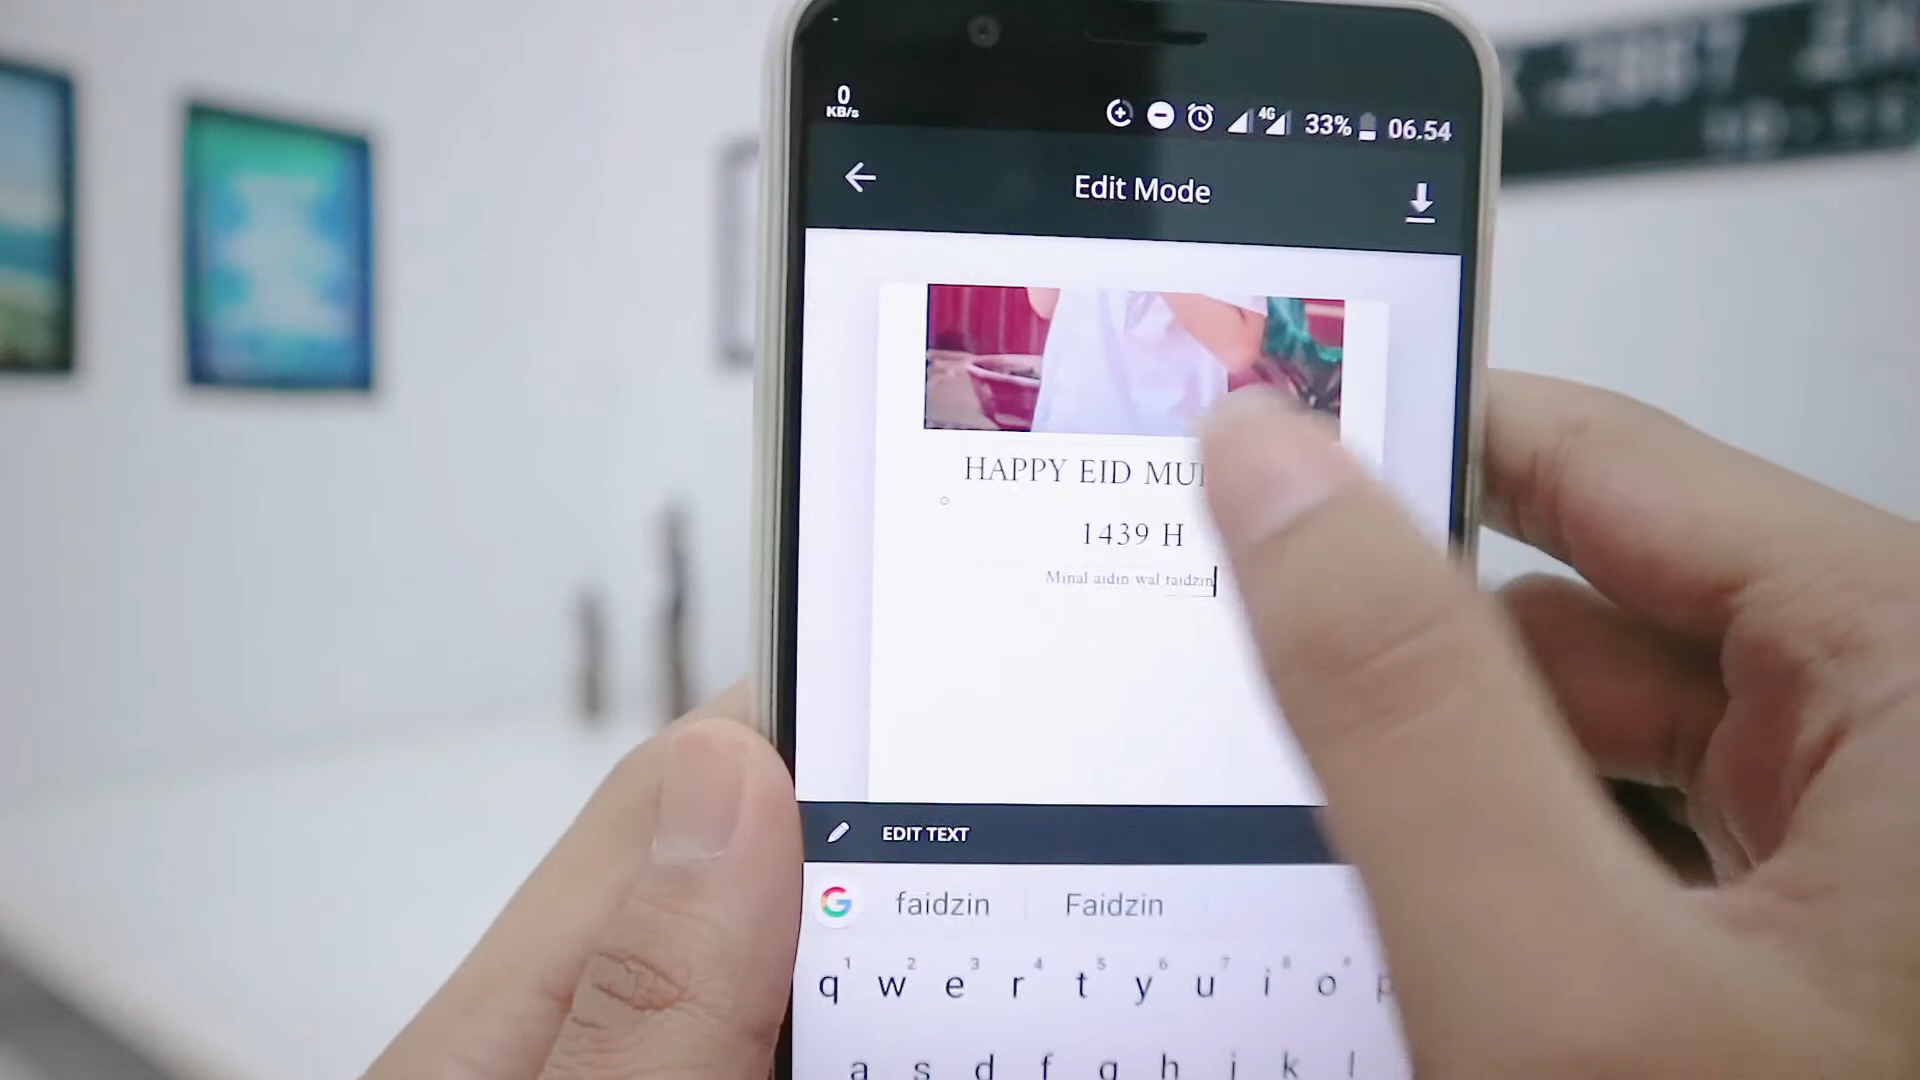 0
KB/s
4G
33%
06.54
Edit Mode
HAPPY EID
1439 H
Minal aidin wal faidzin
EDIT TEXT
G
faidzin
Faidzin
1 2 3 4 5 6 7 8 9
q w e r t y u i o p
a s d f g h j k l